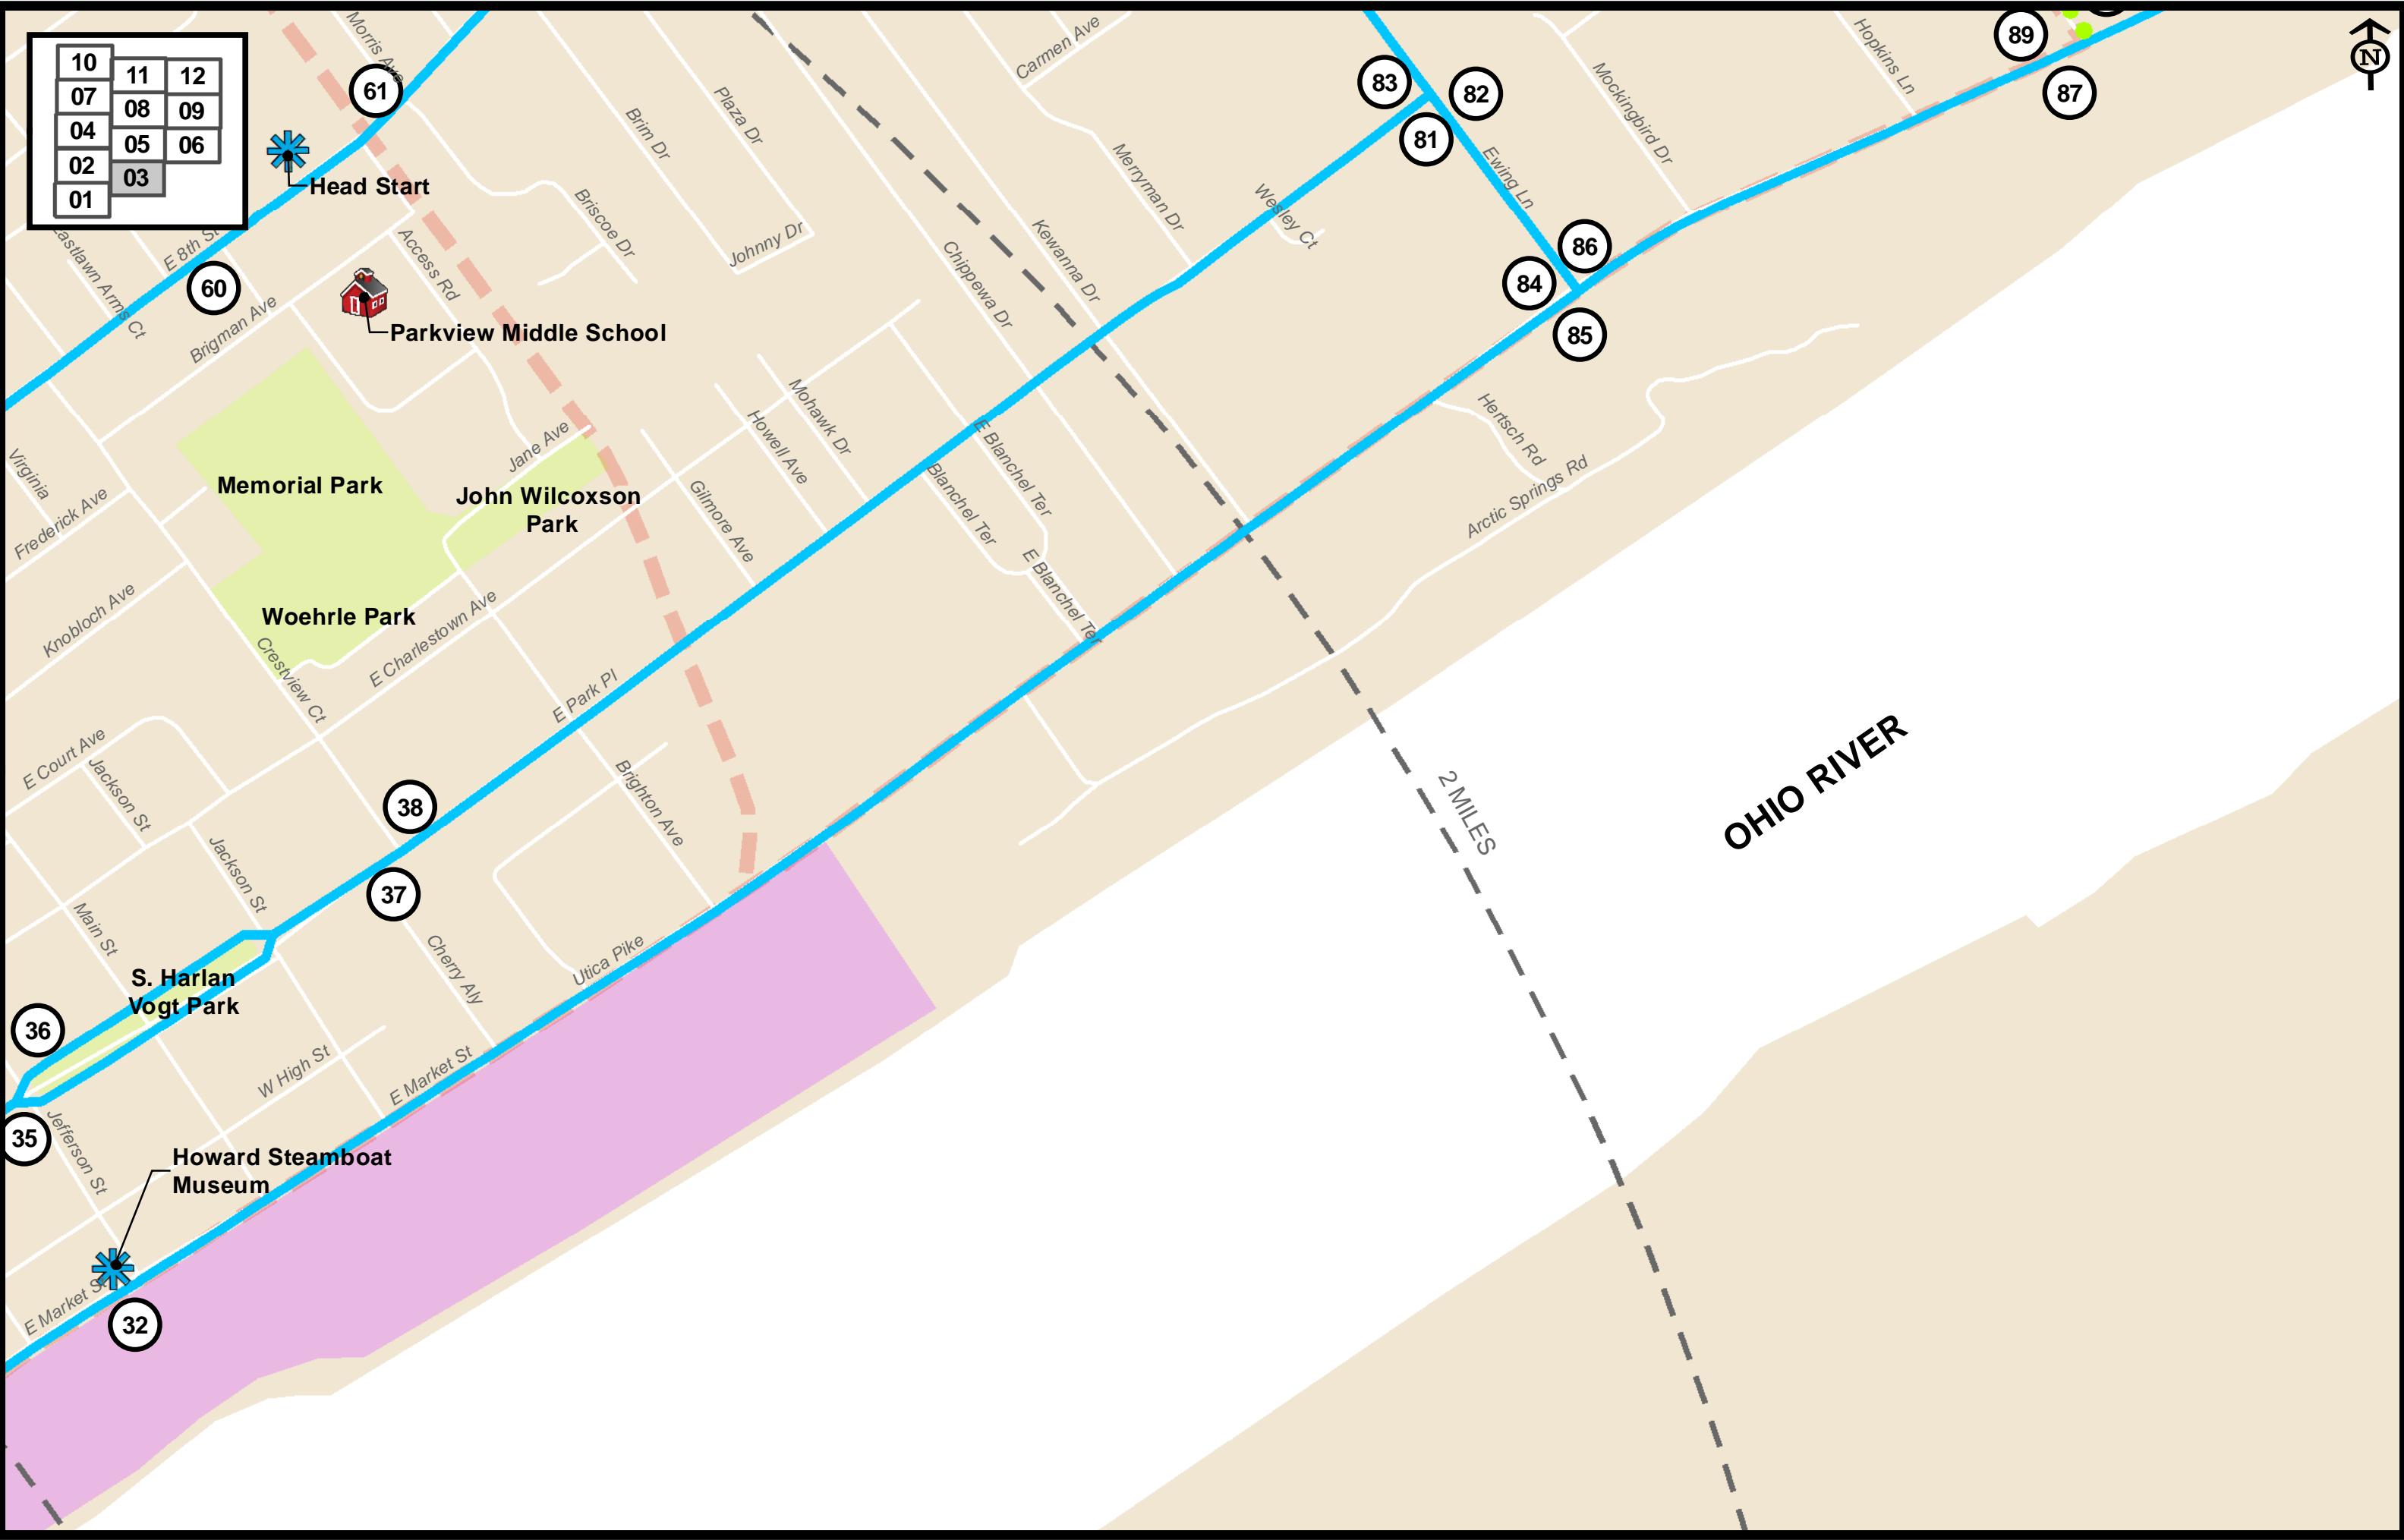 10
11
12
07
08
09
04
05
06
02
03
01
Morris Ave
61
Head Start
Brim Dr
Plaza Dr
Carmen Ave
83
82
81
Ewing Ln
Mockingbird Dr
Hopkins Ln
89
87
N
E 8th St
60
Brigman Ave
Access Rd
Briscoe Dr
Johnny Dr
Merryman Dr
Wesley Ct
Kewanna Dr
Chippewa Dr
86
84
85
Parkview Middle School
Virginia
Frederick Ave
Memorial Park
Jane Ave
John Wilcoxson
Park
Mohawk Dr
Howell Ave
Gilmore Ave
E Blanchel Ter
Blanchel Ter
E Blanchel Ter
Hertsch Rd
Arctic Springs Rd
Knobloch Ave
Woehrle Park
Crestview Ct
E Charlestown Ave
E Park Pl
E Court Ave
Jackson St
Jackson St
38
37
Brighton Ave
2 MILES
OHIO RIVER
Main St
Cherry Aly
Utica Pike
S. Harlan
Vogt Park
36
35
W High St
E Market St
Jefferson St
Howard Steamboat
Museum
E Market St
32